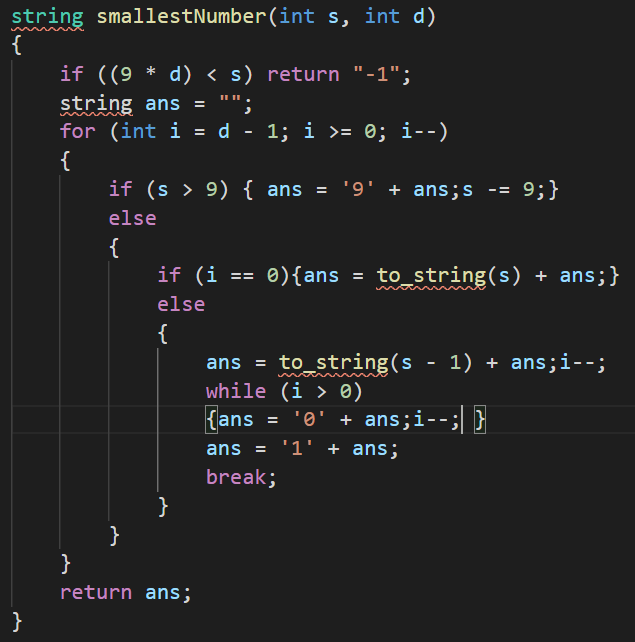 string smallestNumber(int s, int d)
{
    if ((9 * d) < s) return "-1";
    string ans = "";
    for (int i = d - 1; i >= 0; i--)
    {
        if (s > 9) { ans = '9' + ans;s -= 9;}
        else
        {
            if (i == 0){ans = to_string(s) + ans;}
            else
            {
                ans = to_string(s - 1) + ans;i--;
                while (i > 0)
                {ans = '0' + ans;i--; }
                ans = '1' + ans;
                break;
            }
        }
    }
    return ans;
}